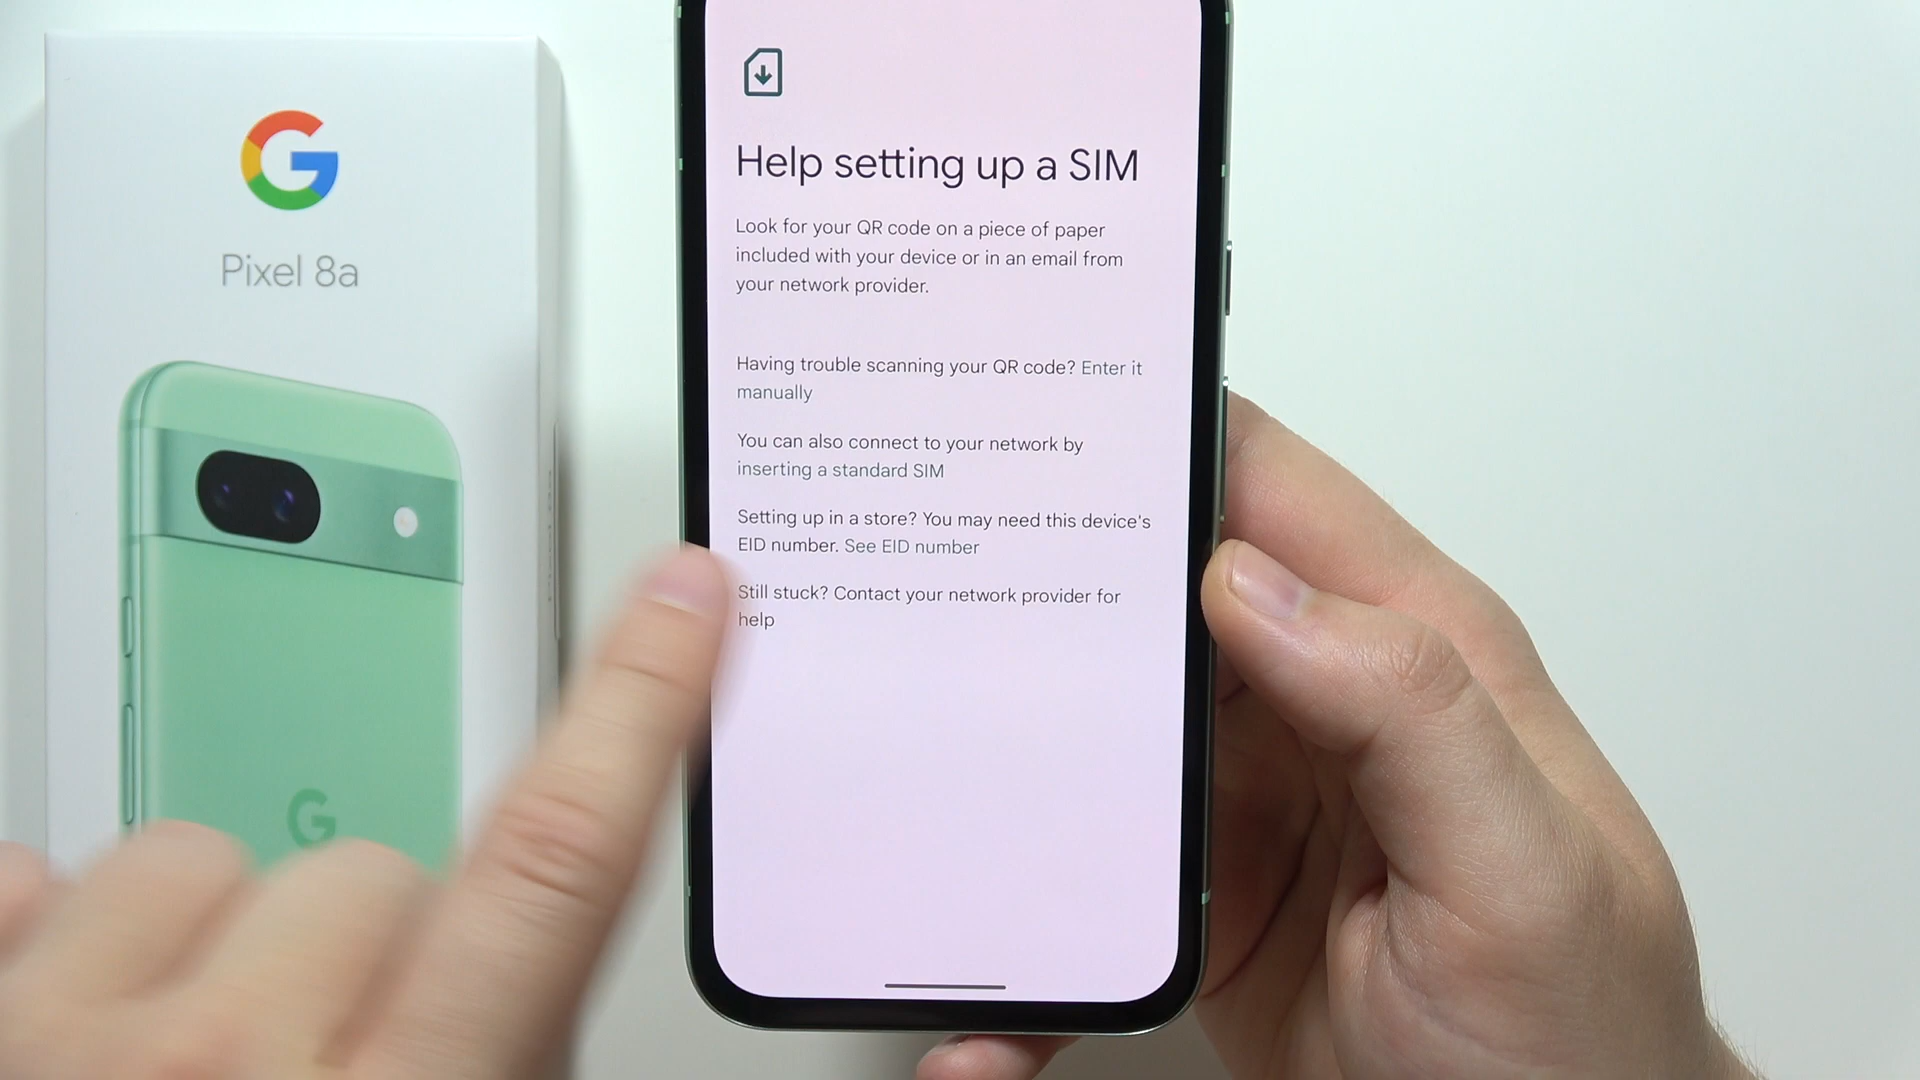 G
Pixel 8a
G
Help setting up a SIM
Look for your QR code on a piece of paper
included with your device or in an email from
your network provider.
Having trouble scanning your QR code? Enter it
manually
You can also connect to your network by
inserting a standard SIM
Setting up in a store? You may need this device's
EID number. See EID number
Still stuck? Contact your network provider for
help